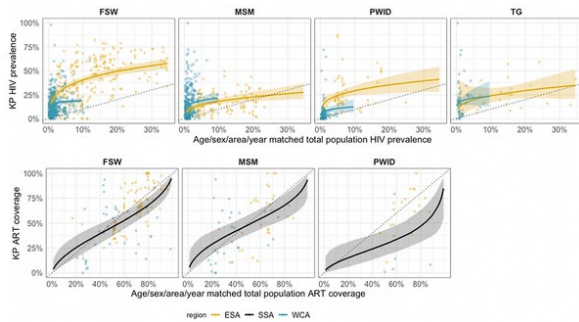 FSW MSM PWID TG
KP HIV prevalence
100%
75%
50%
25%
0%
0% 10% 20% 30% 0% 10% 20% 30% 0% 10% 20% 30% 0% 10% 20% 30%
Age/sex/area/year matched total population HIV prevalence
FSW MSM PWID
KP ART coverage
100%
75%
50%
25%
0%
0% 20% 40% 60% 80% 0% 20% 40% 60% 80% 0% 20% 40% 60% 80%
Age/sex/area/year matched total population ART coverage
region ESA SSA WCA